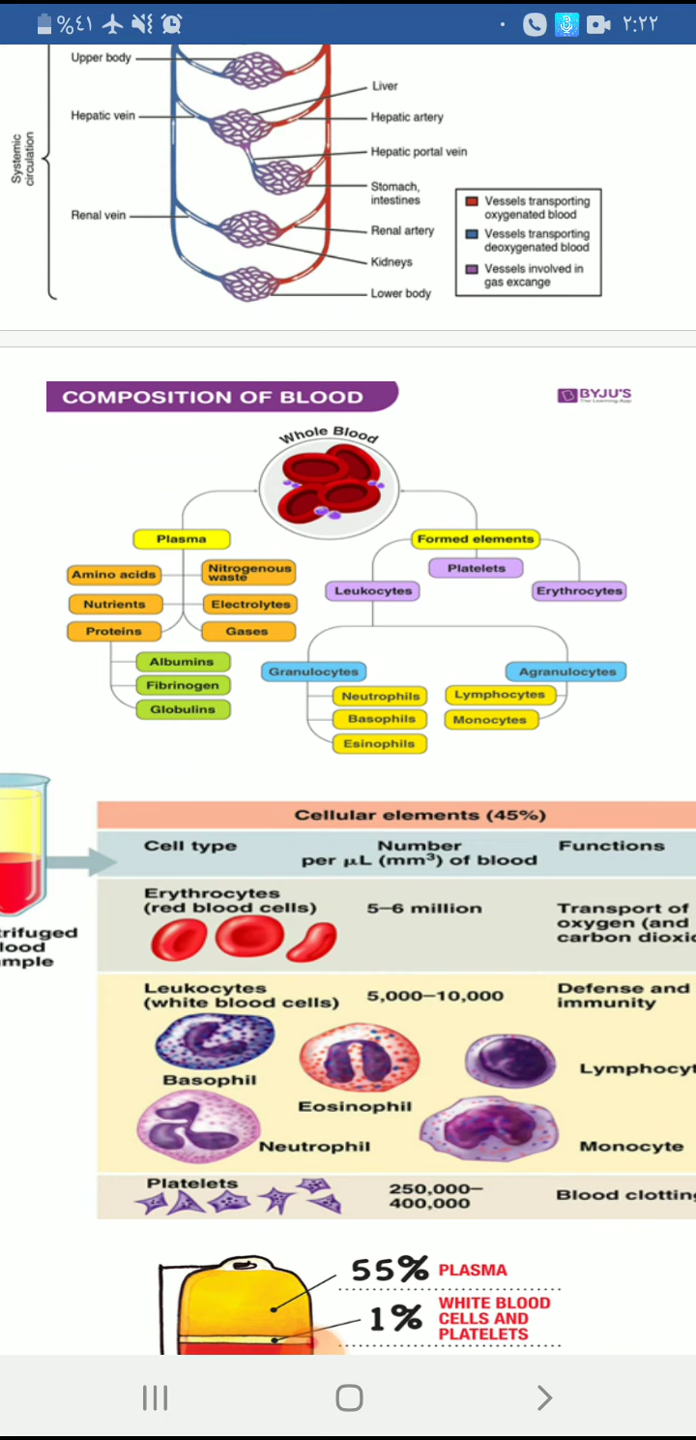 %٤١
٢:٢٢
Upper body
Liver
Hepatic vein
Hepatic artery
Hepatic portal vein
Systemic
circulation
Stomach,
intestines
Renal vein
Renal artery
Kidneys
Lower body
Vessels transporting
oxygenated blood
Vessels transporting
deoxygenated blood
Vessels involved in
gas excange
COMPOSITION OF BLOOD
BYJU'S
The Learning App
Whole Blood
Plasma
Formed elements
Amino acids
Nitrogenous
waste
Platelets
Leukocytes
Erythrocytes
Nutrients
Electrolytes
Proteins
Gases
Albumins
Fibrinogen
Globulins
Granulocytes
Agranulocytes
Neutrophils
Lymphocytes
Basophils
Monocytes
Esinophils
Cellular elements (45%)
Cell type
Number
per µL (mm³) of blood
Functions
Erythrocytes
(red blood cells)
5–6 million
Transport of
oxygen (and
carbon dioxic
trifuged
lood
mple
Leukocytes
(white blood cells)
5,000–10,000
Defense and
immunity
Basophil
Eosinophil
Lymphocyt
Neutrophil
Monocyte
Platelets
250,000–
400,000
Blood clotting
55% PLASMA
1% WHITE BLOOD
CELLS AND
PLATELETS